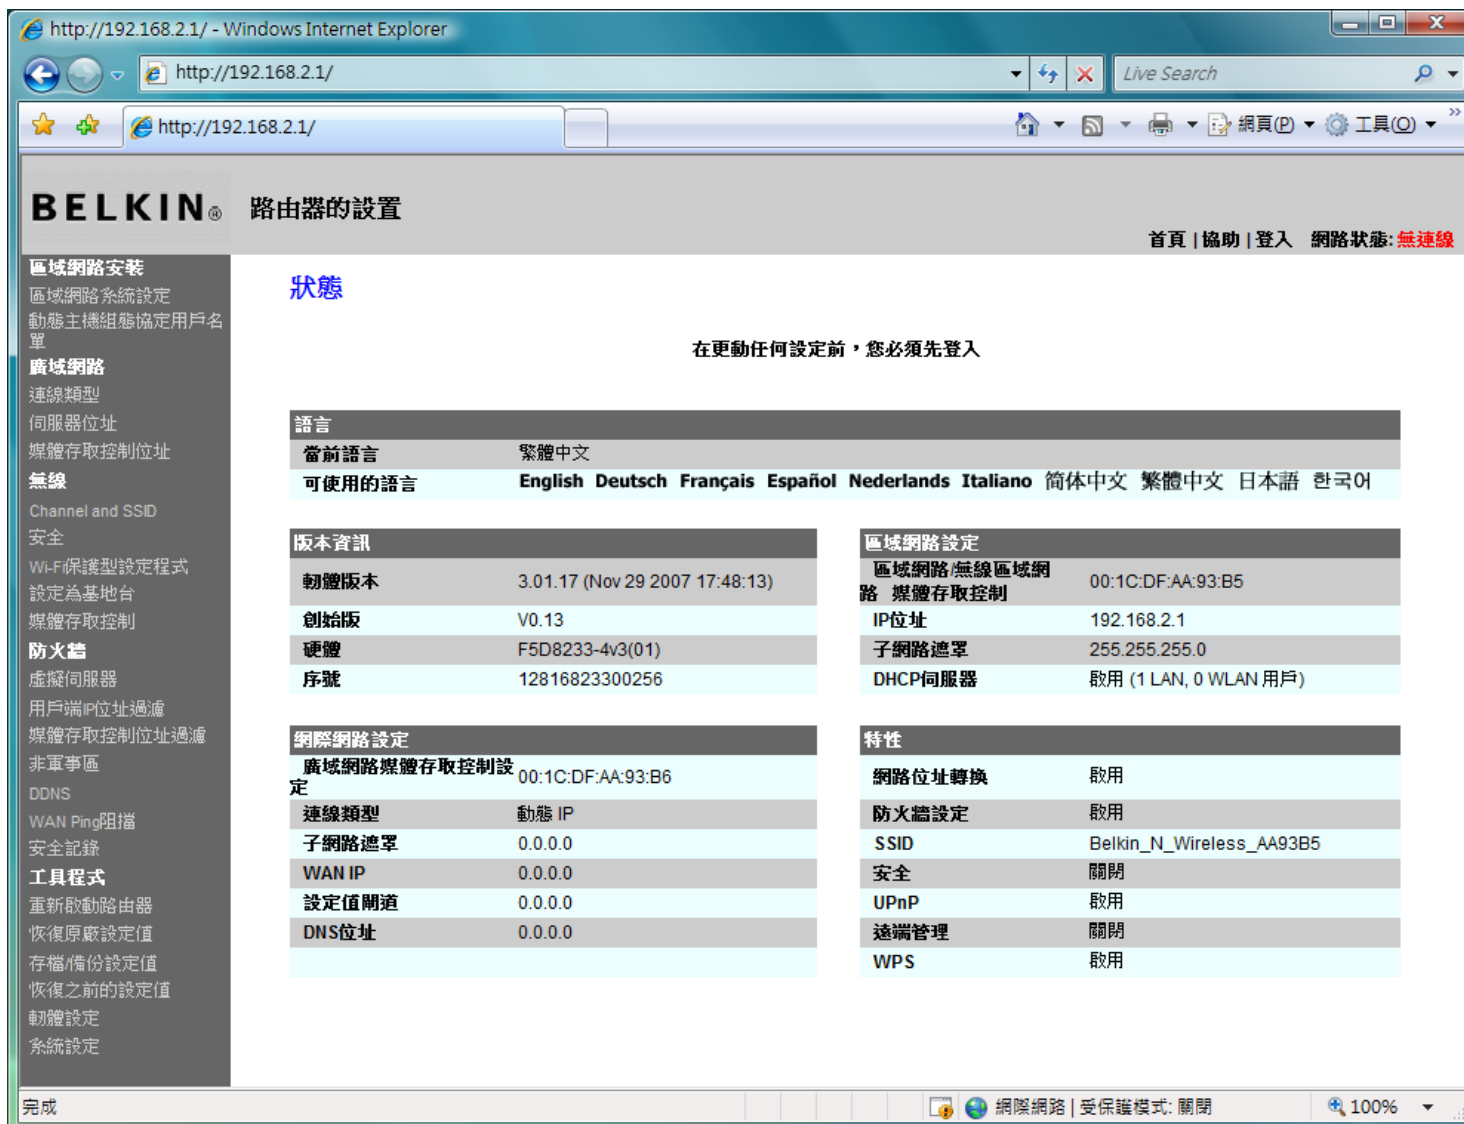 http://192.168.2.1/ - Windows Internet Explorer
http://192.168.2.1/
Live Search
http://192.168.2.1/
網頁(P)
工具(O)
BELKIN®
路由器的設置
首頁 | 協助 | 登入 網路狀態: 無連線
區域網路安裝
區域網路系統設定
動態主機組態協定用戶名
單
廣域網路
連線類型
伺服器位址
媒體存取控制位址
無線
Channel and SSID
安全
Wi-Fi保護型設定程式
設定為基地台
媒體存取控制
防火牆
虛擬伺服器
用戶端IP位址過濾
媒體存取控制位址過濾
非軍事區
DDNS
WAN Ping阻擋
安全記錄
工具程式
重新啟動路由器
恢復原廠設定值
存檔/備份設定值
恢復之前的設定值
軔體設定
系統設定
狀態
在更動任何設定前，您必須先登入
語言
當前語言 繁體中文
可使用的語言 English Deutsch Français Español Nederlands Italiano 简体中文 繁體中文 日本語 한국어
版本資訊
軔體版本 3.01.17 (Nov 29 2007 17:48:13)
創始版 V0.13
硬體 F5D8233-4v3(01)
序號 12816823300256
區域網路設定
區域網路/無線區域網
路 媒體存取控制 00:1C:DF:AA:93:B5
IP位址 192.168.2.1
子網路遮罩 255.255.255.0
DHCP伺服器 啟用 (1 LAN, 0 WLAN 用戶)
網際網路設定
廣域網路媒體存取控制設
定 00:1C:DF:AA:93:B6
連線類型 動態 IP
子網路遮罩 0.0.0.0
WAN IP 0.0.0.0
設定值閘道 0.0.0.0
DNS位址 0.0.0.0
特性
網路位址轉換 啟用
防火牆設定 啟用
SSID Belkin_N_Wireless_AA93B5
安全 關閉
UPnP 啟用
遠端管理 關閉
WPS 啟用
完成
網際網路 | 受保護模式: 關閉
100%